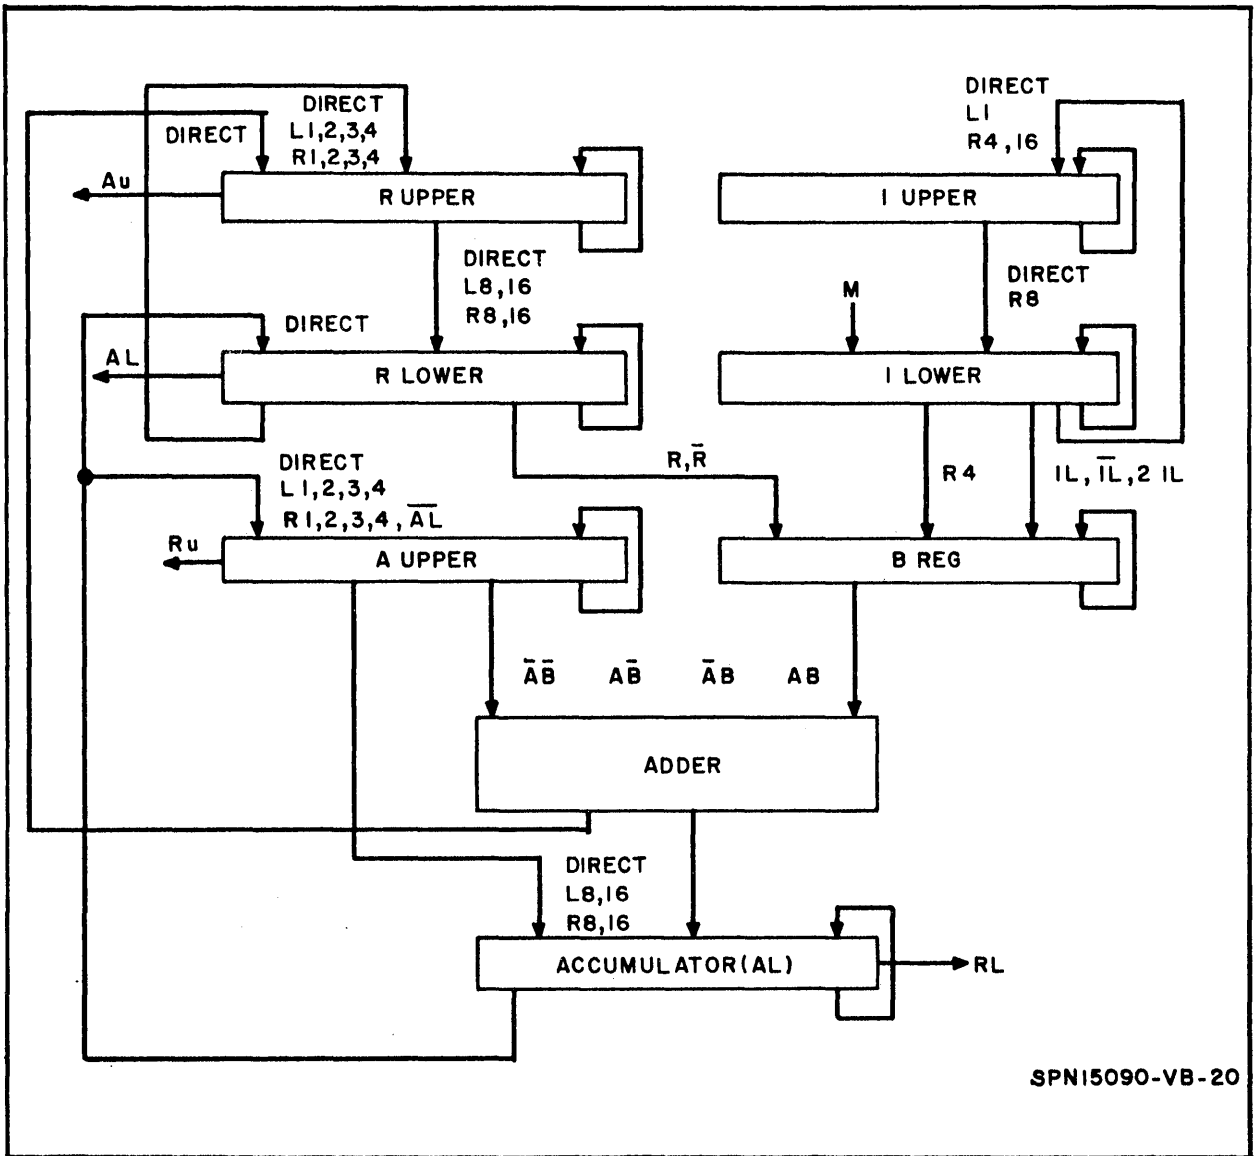 DIRECT
DIRECT
L1,2,3,4
R1,2,3,4
DIRECT
L1
R4,16
Au
R UPPER
I UPPER
DIRECT
L8,16
R8,16
DIRECT
R8
M
DIRECT
AL
R LOWER
I LOWER
DIRECT
L1,2,3,4
R1,2,3,4,A̅L̅
R,R̅
R4
IL,I̅L̅,2 IL
Ru
A UPPER
B REG
A̅B̅ AB̅ A̅B AB
ADDER
DIRECT
L8,16
R8,16
ACCUMULATOR(AL)
RL
SPN15090-VB-20